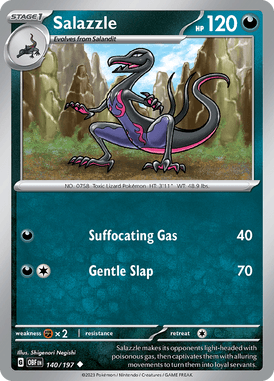 STAGE 1
Salazzle
HP 120
Evolves from Salandit
NO. 0758 Toxic Lizard Pokémon HT: 3'11" WT: 48.9 lbs.
Suffocating Gas 40
Gentle Slap 70
weakness ×2 resistance retreat
Illus. Shigenori Negishi
Salazzle makes its opponents light-headed with
poisonous gas, then captivates them with alluring
movements to turn them into loyal servants.
OBF EN 140/197
©2023 Pokémon / Nintendo / Creatures / GAME FREAK